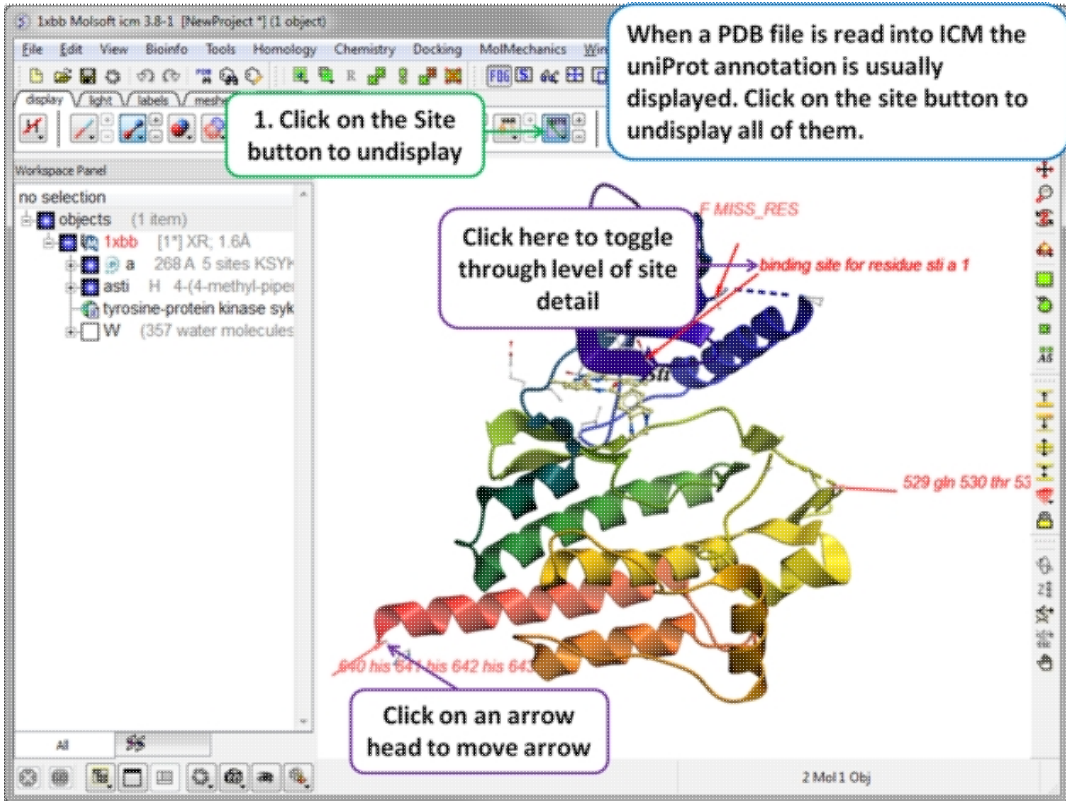 1xbb Molsoft icm 3.8-1 [NewProject *] (1 object)
File Edit View Bioinfo Tools Homology Chemistry Docking MolMechanics
When a PDB file is read into ICM the
uniProt annotation is usually
displayed. Click on the site button to
undisplay all of them.
display light labels
1. Click on the Site
button to undisplay
Workspace Panel
no selection
objects (1 item)
1xbb [1*] XR; 1.6Å
a 268 A 5 sites
asti H 4-(4-methyl-piper
tyrosine-protein kinase syk
W (357 water molecules
F MISS_RES
Click here to toggle
through level of site
detail
binding site for residue sti a 1
529 gln 530 thr 53
640 his 641 his 642 his 643
Click on an arrow
head to move arrow
All
2 Mol 1 Obj